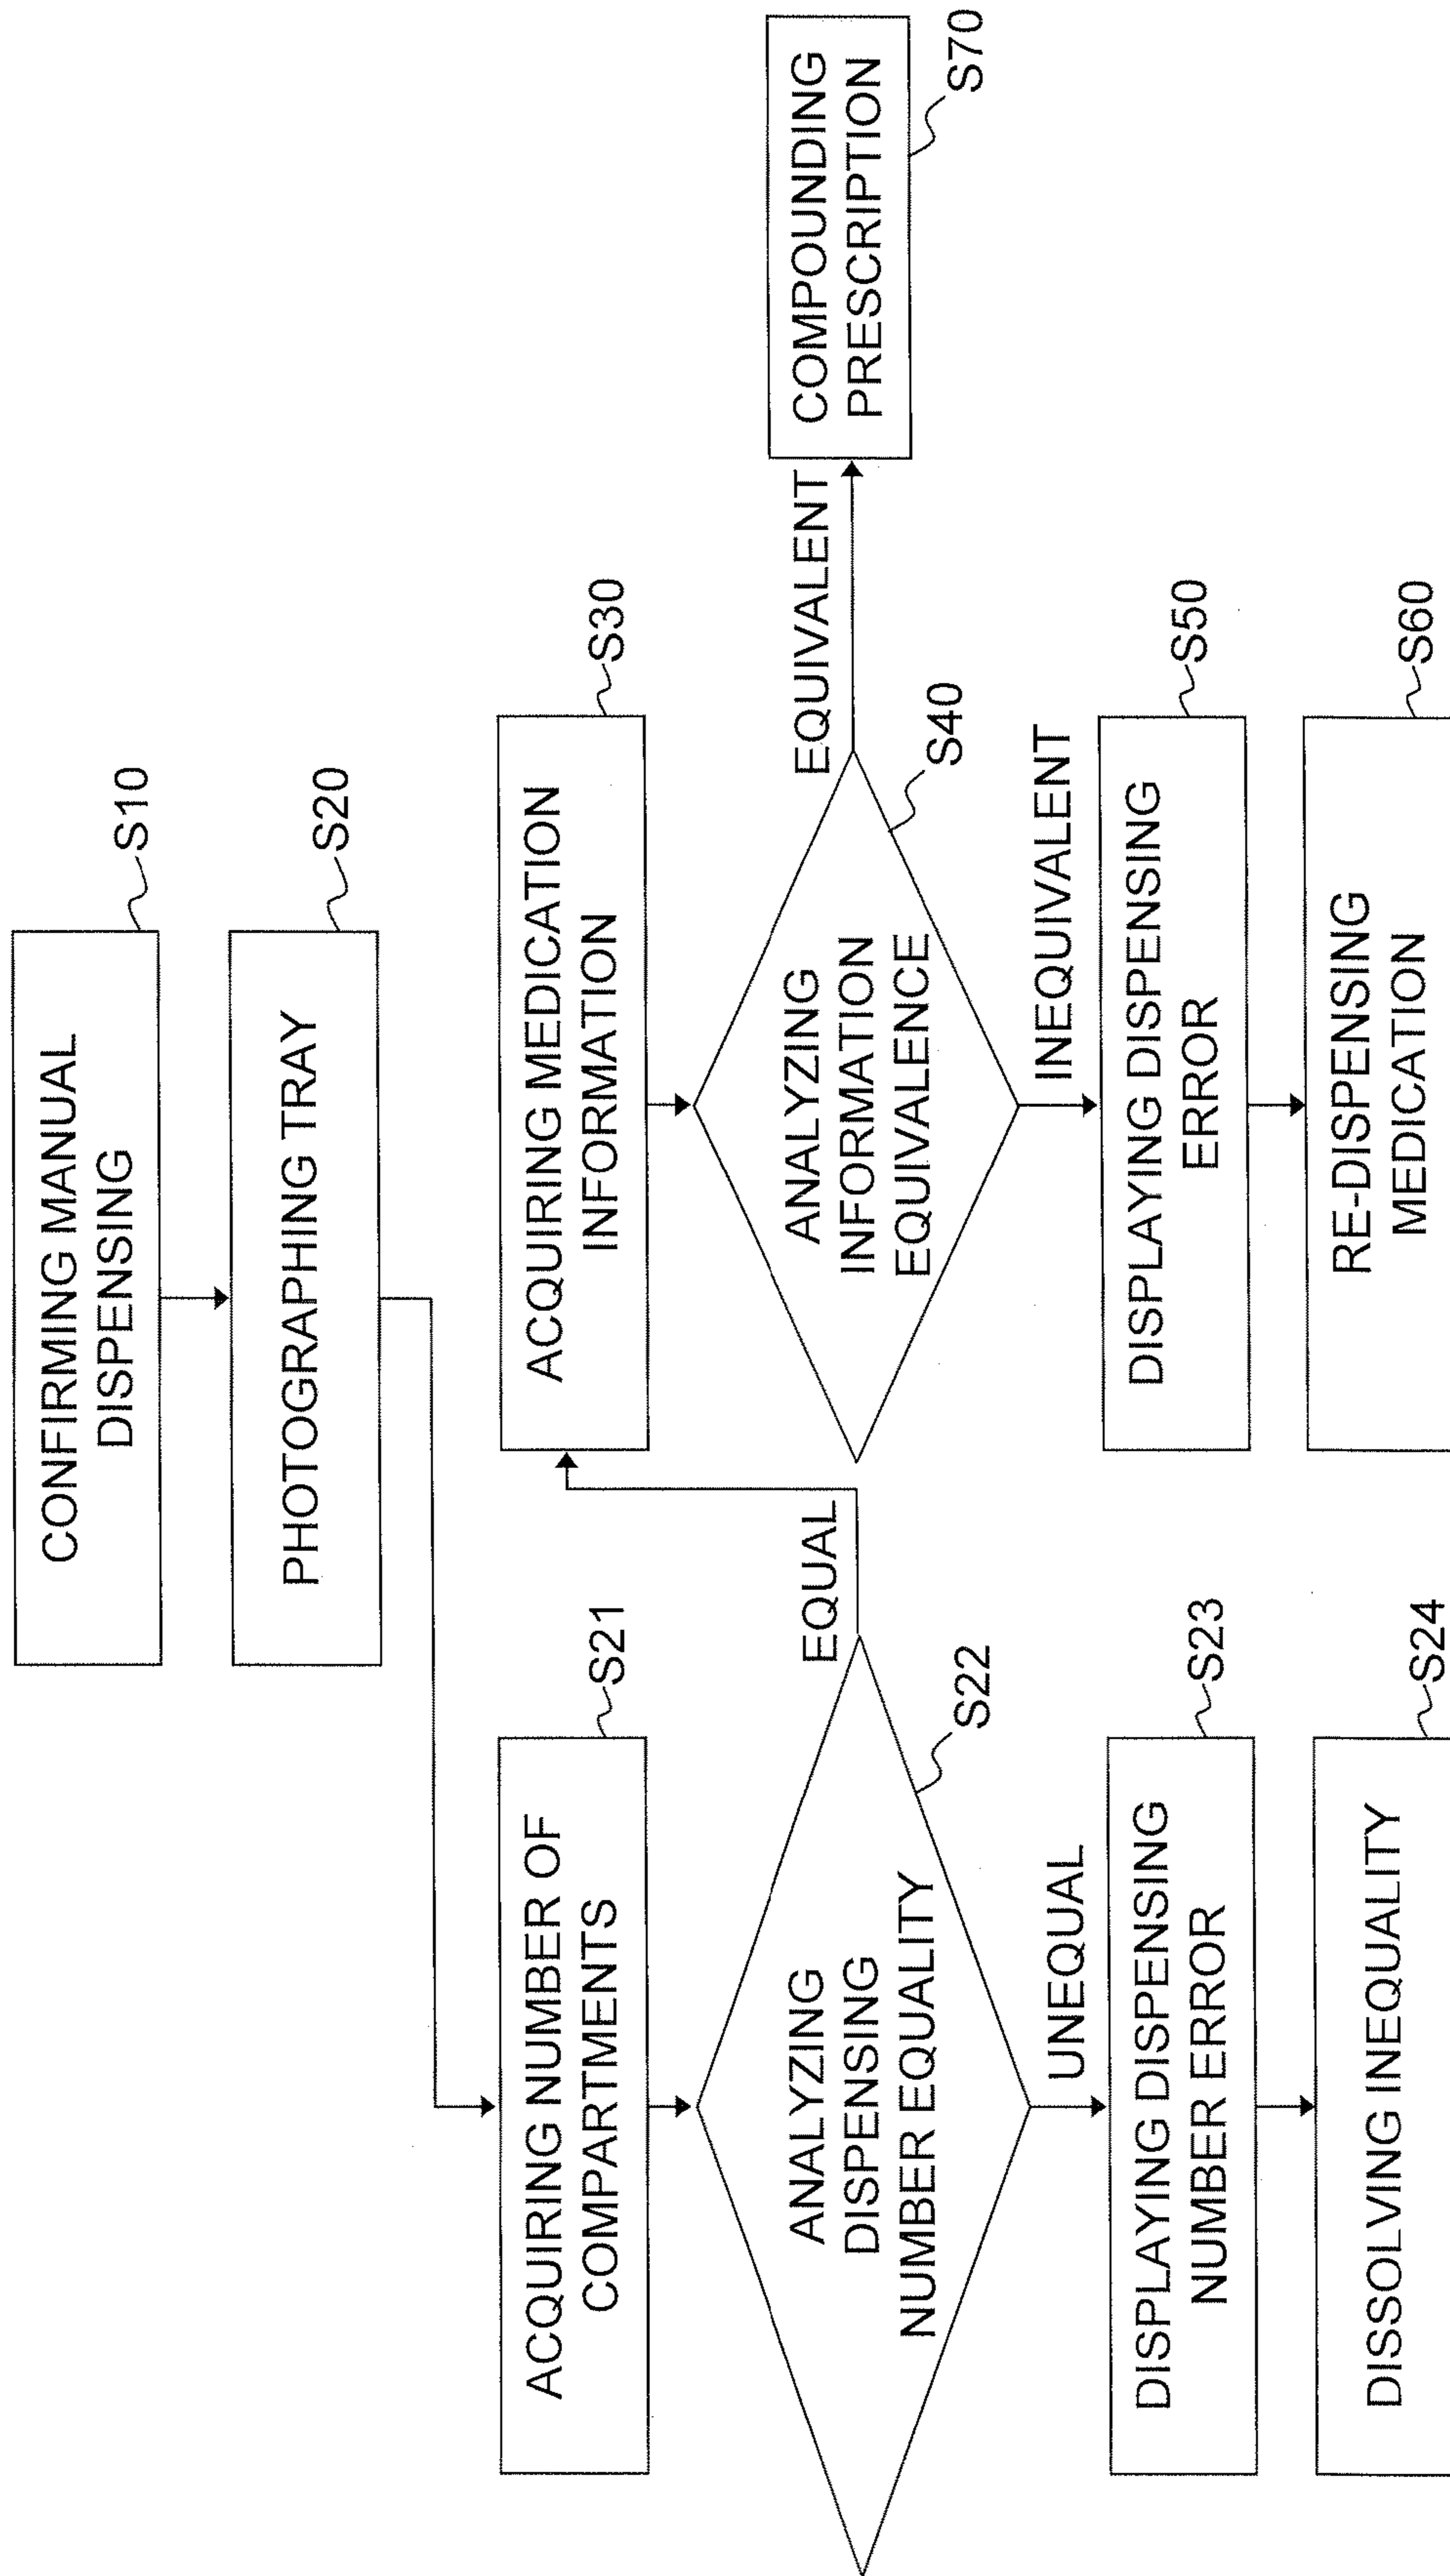 CONFIRMING MANUAL
DISPENSING
S10
PHOTOGRAPHING TRAY
S20
ACQUIRING NUMBER OF
COMPARTMENTS
S21
ANALYZING
DISPENSING
NUMBER EQUALITY
S22
EQUAL
UNEQUAL
DISPLAYING DISPENSING
NUMBER ERROR
S23
DISSOLVING INEQUALITY
S24
ACQUIRING MEDICATION
INFORMATION
S30
ANALYZING
INFORMATION
EQUIVALENCE
S40
EQUIVALENT
INEQUIVALENT
DISPLAYING DISPENSING
ERROR
S50
RE-DISPENSING
MEDICATION
S60
COMPOUNDING
PRESCRIPTION
S70